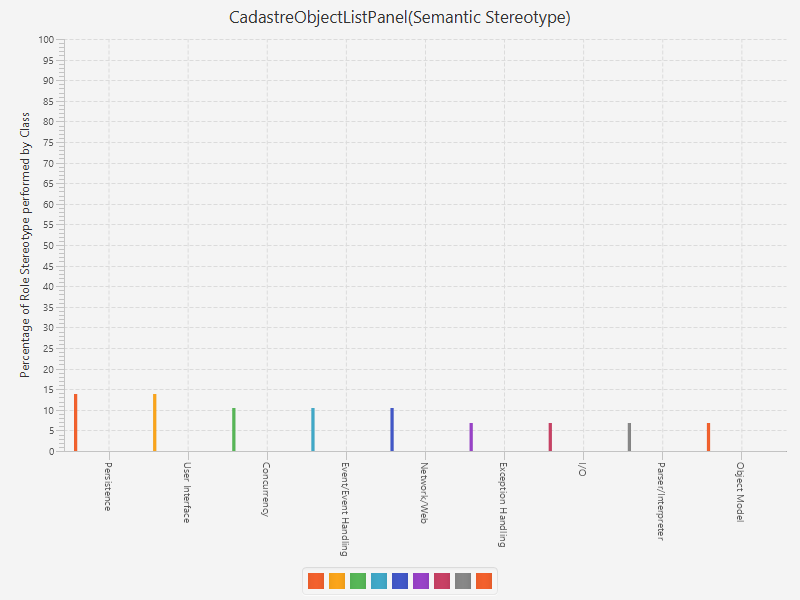 CadastreObjectListPanel(Semantic Stereotype)
Percentage of Role Stereotype performed by Class
100
95
90
85
80
75
70
65
60
55
50
45
40
35
30
25
20
15
10
5
0
Persistence
User Interface
Concurrency
Event/Event Handling
Network/Web
Exception Handling
I/O
Parser/Interpreter
Object Model